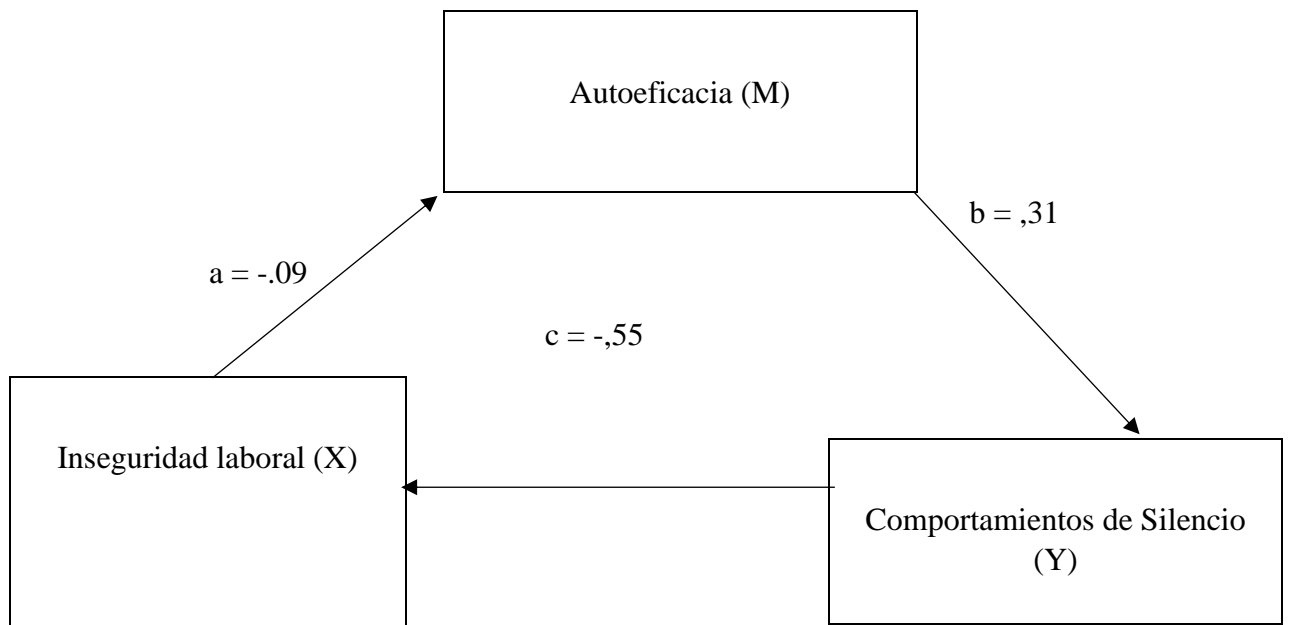 Autoeficacia (M)
b = ,31
a = -.09
c = -,55
Inseguridad laboral (X)
Comportamientos de Silencio
(Y)